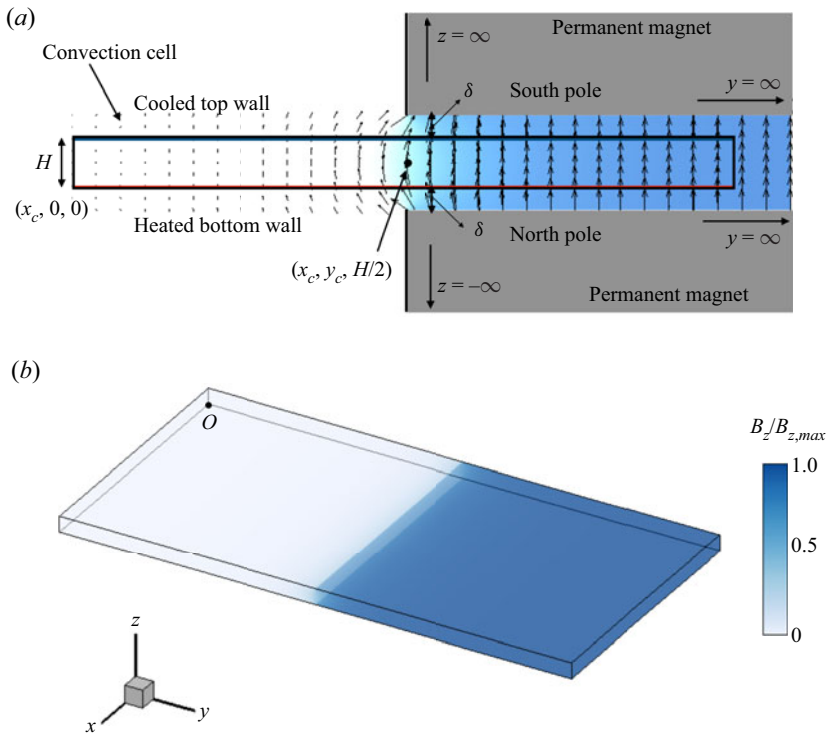 (a)
Permanent magnet
z = ∞
Convection cell
δ
South pole
y = ∞
Cooled top wall
H
(x_c, 0, 0)
Heated bottom wall
δ
North pole
y = ∞
(x_c, y_c, H/2)
z = –∞
Permanent magnet
(b)
O
B_z/B_{z,max}
1.0
0.5
0
z
y
x